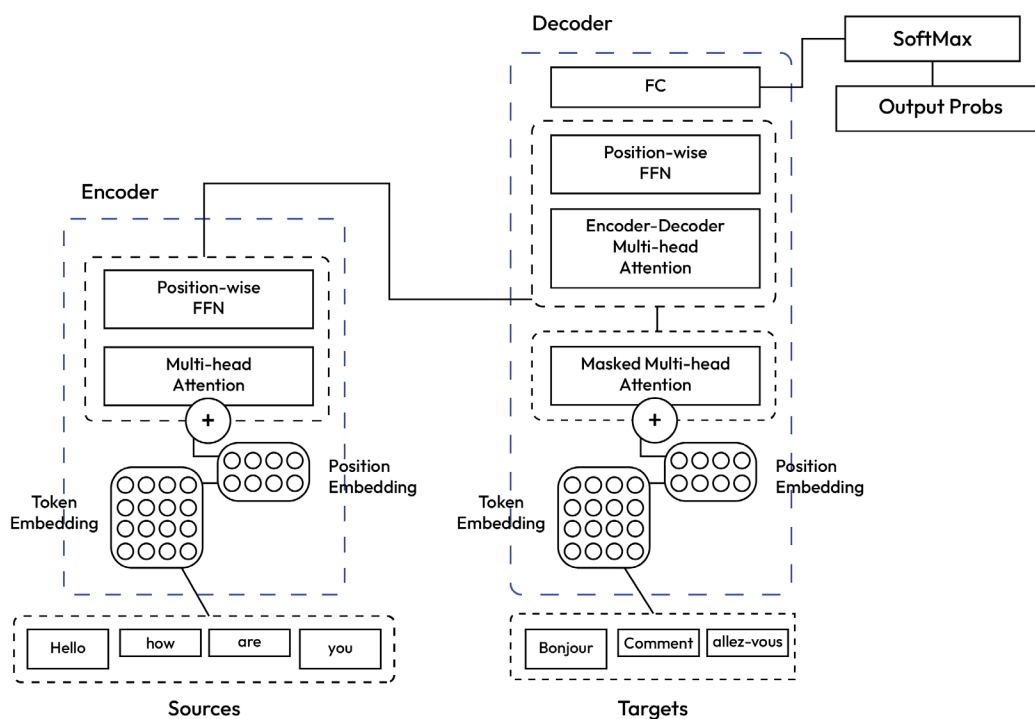 Decoder
SoftMax
FC
Output Probs
Position-wise
FFN
Encoder
Encoder-Decoder
Multi-head
Attention
Position-wise
FFN
Multi-head
Attention
Masked Multi-head
Attention
+
+
Position
Embedding
Position
Embedding
Token
Embedding
Token
Embedding
Hello
how
are
you
Bonjour
Comment
allez-vous
Sources
Targets